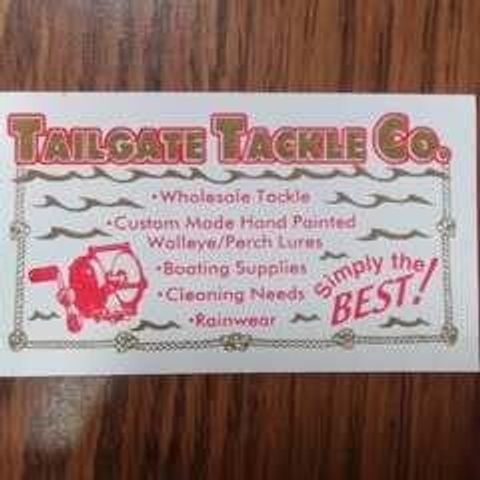 TAILGATE TACKLE CO.
•Wholesale Tackle
•Custom Made Hand Painted
Walleye/Perch Lures
•Boating Supplies
•Cleaning Needs
•Rainwear
Simply the
BEST!